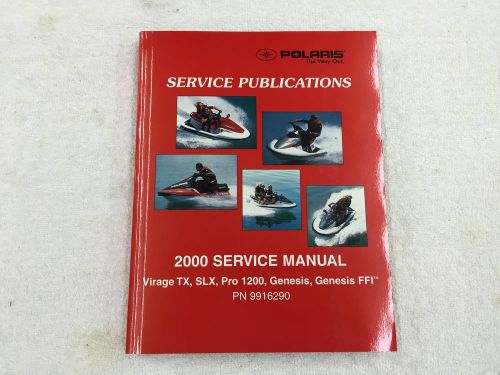 POLARIS
The Way Out.
SERVICE PUBLICATIONS
2000 SERVICE MANUAL
Virage TX, SLX, Pro 1200, Genesis, Genesis FFI™
PN 9916290